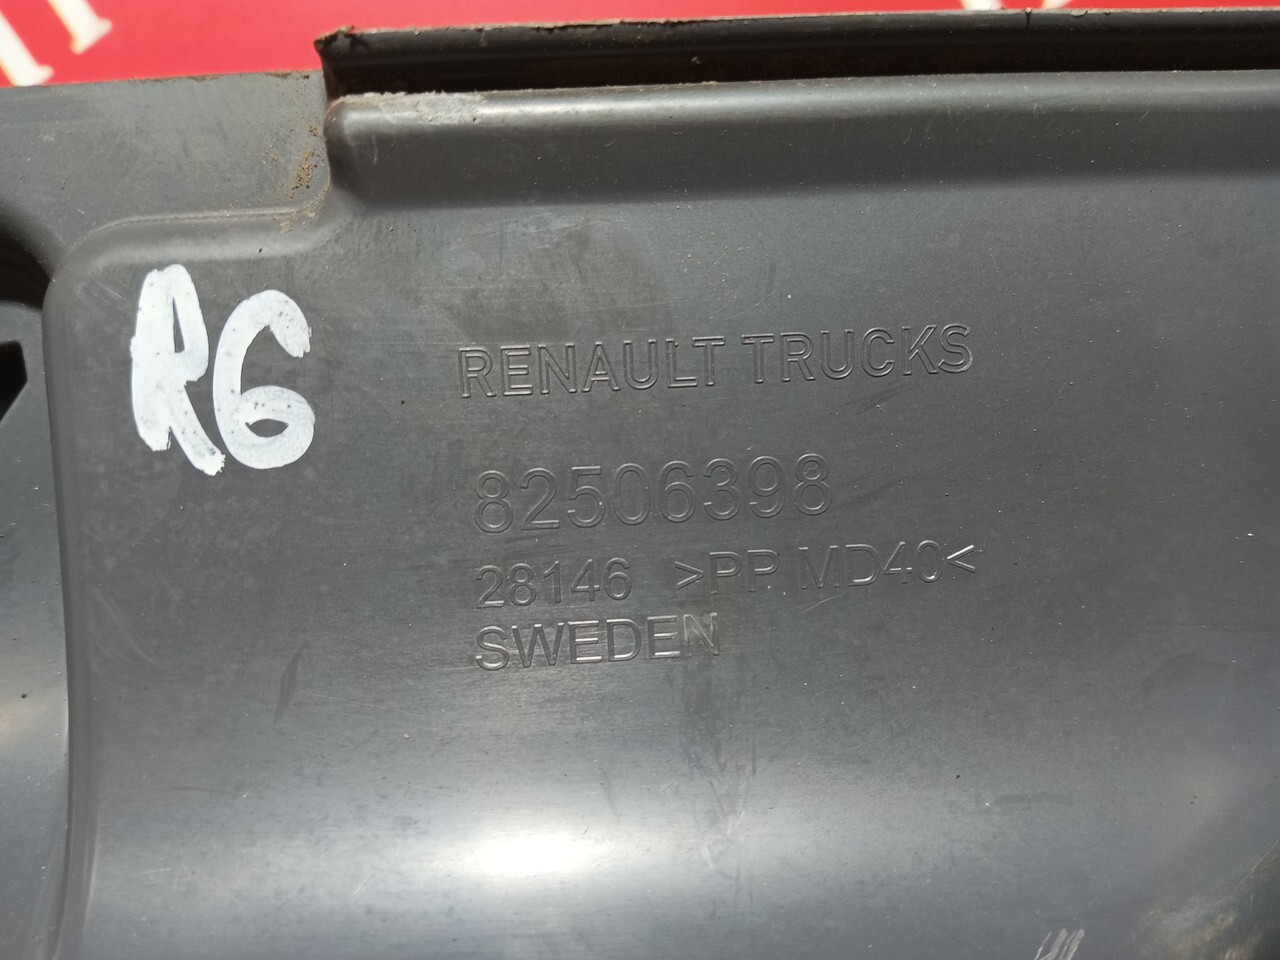 R6
RENAULT TRUCKS
82506398
28146 >PP MD40<
SWEDEN